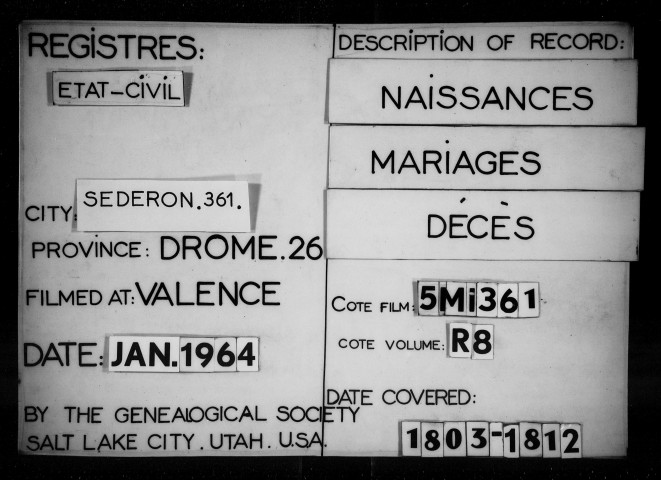 REGISTRES:
ETAT-CIVIL
CITY: SEDERON.361.
PROVINCE: DROME.26
FILMED AT: VALENCE
DATE: JAN.1964
BY THE GENEALOGICAL SOCIETY
SALT LAKE CITY. UTAH. U.S.A.
DESCRIPTION OF RECORD:
NAISSANCES
MARIAGES
DÉCÈS
COTE FILM: 5Mi361
COTE VOLUME: R8
DATE COVERED:
1803-1812